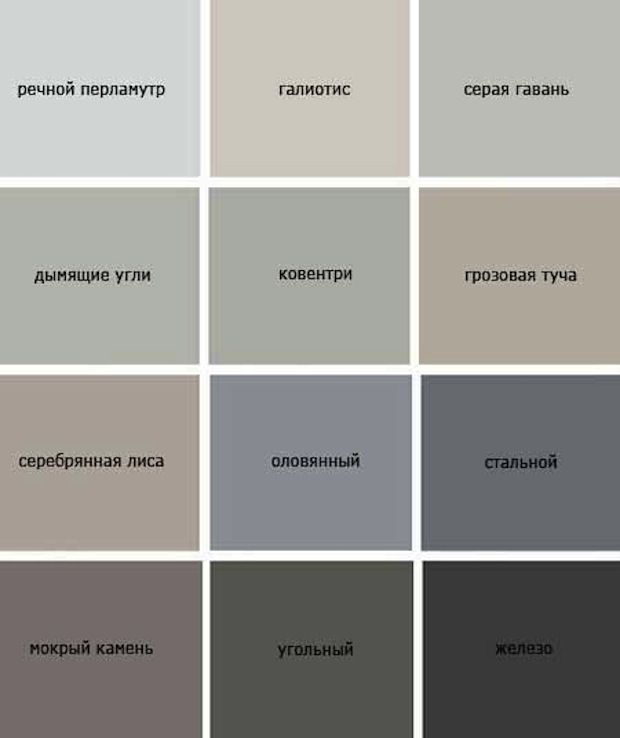 речной перламутр
галиотис
серая гавань
дымящие угли
ковентри
грозовая туча
серебрянная лиса
оловянный
стальной
мокрый камень
угольный
железо